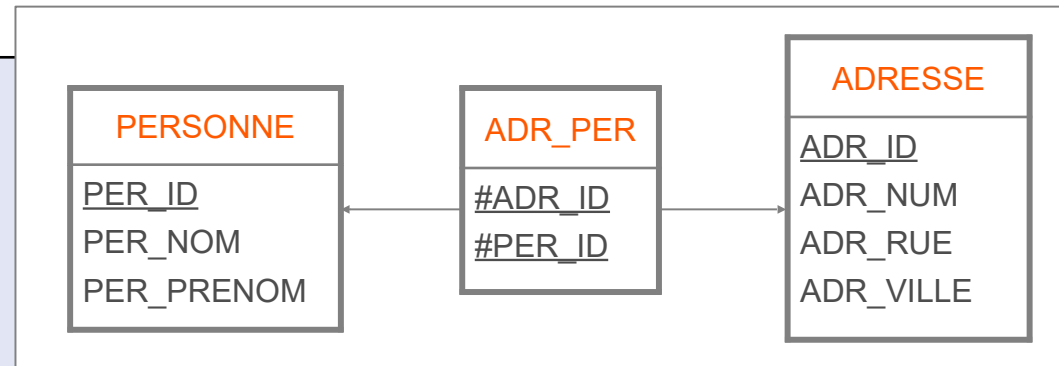 PERSONNE
PER_ID
PER_NOM
PER_PRENOM
ADR_PER
#ADR_ID
#PER_ID
ADRESSE
ADR_ID
ADR_NUM
ADR_RUE
ADR_VILLE